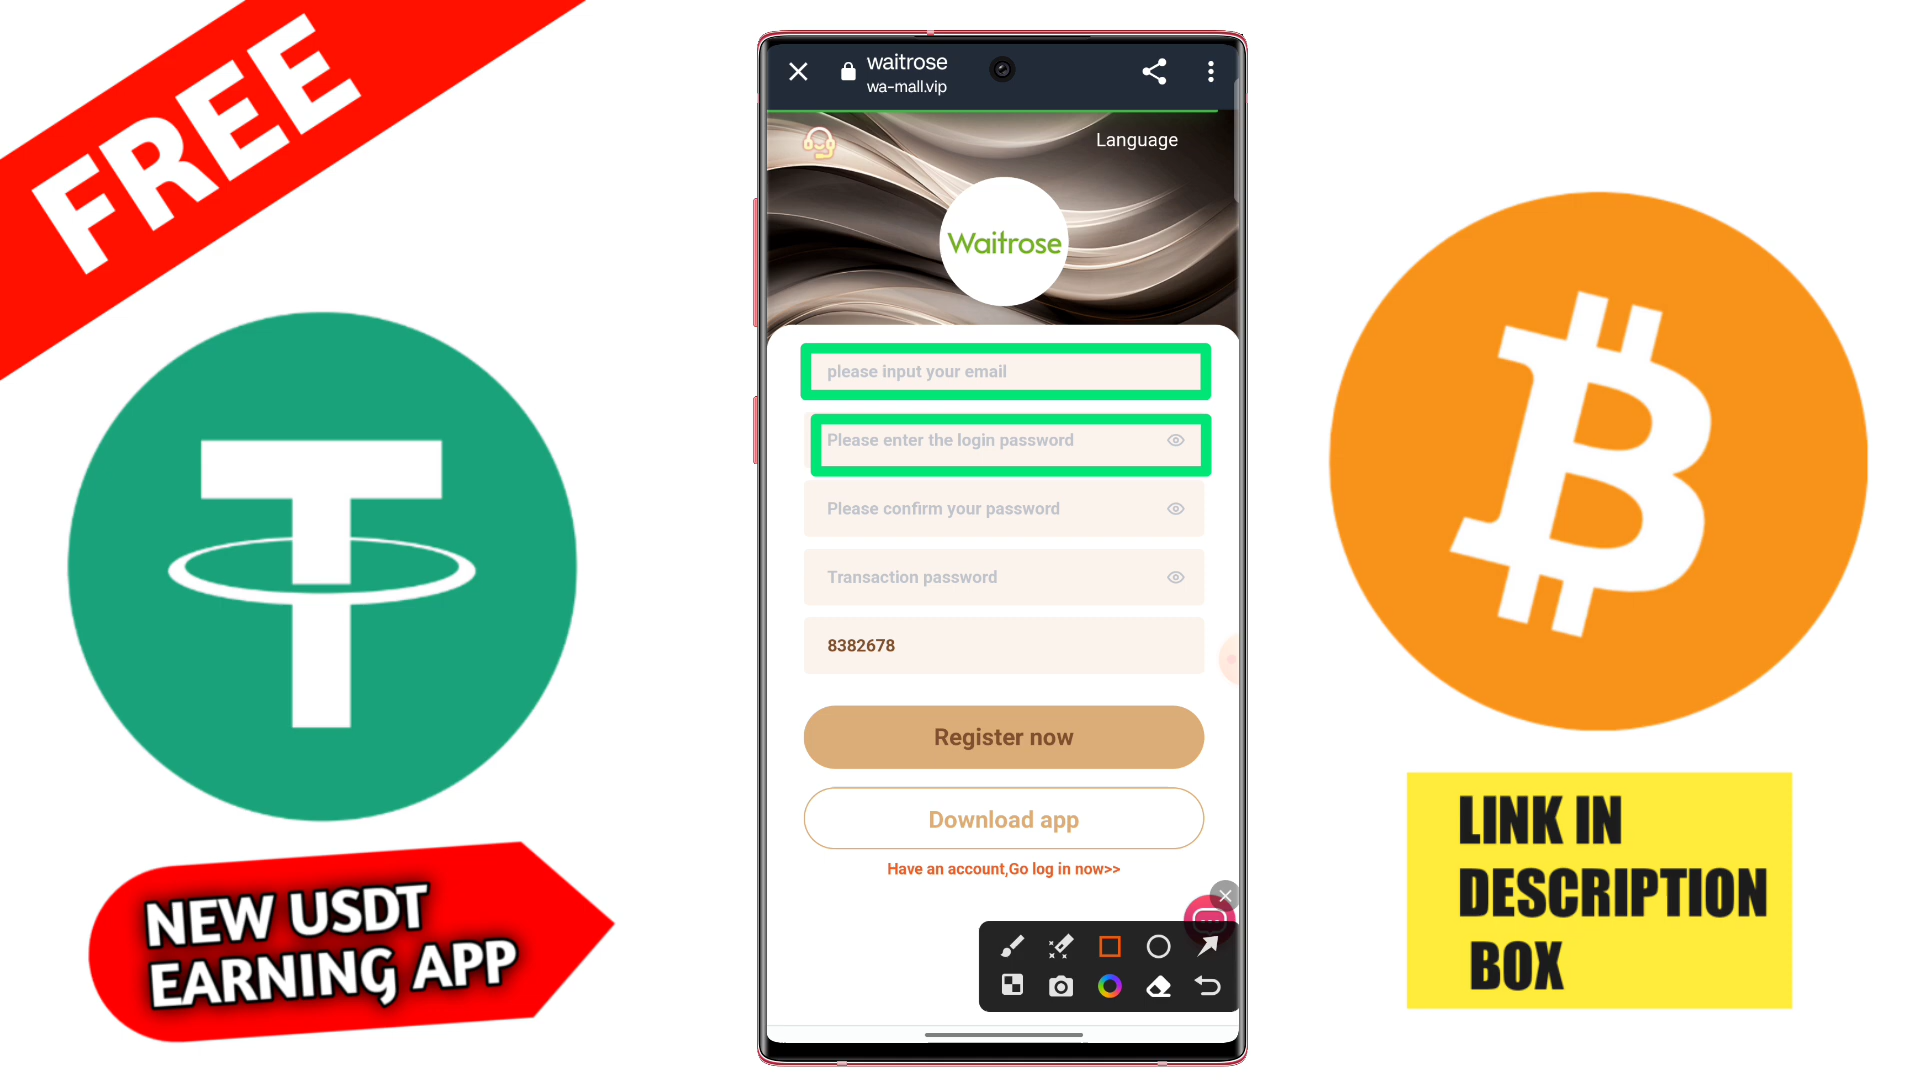 FREE
waitrose
wa-mall.vip
Language
Waitrose
please input your email
Please enter the login password
Please confirm your password
Transaction password
8382678
Register now
Download app
Have an account,Go log in now>>
NEW USDT
EARNING APP
LINK IN
DESCRIPTION
BOX